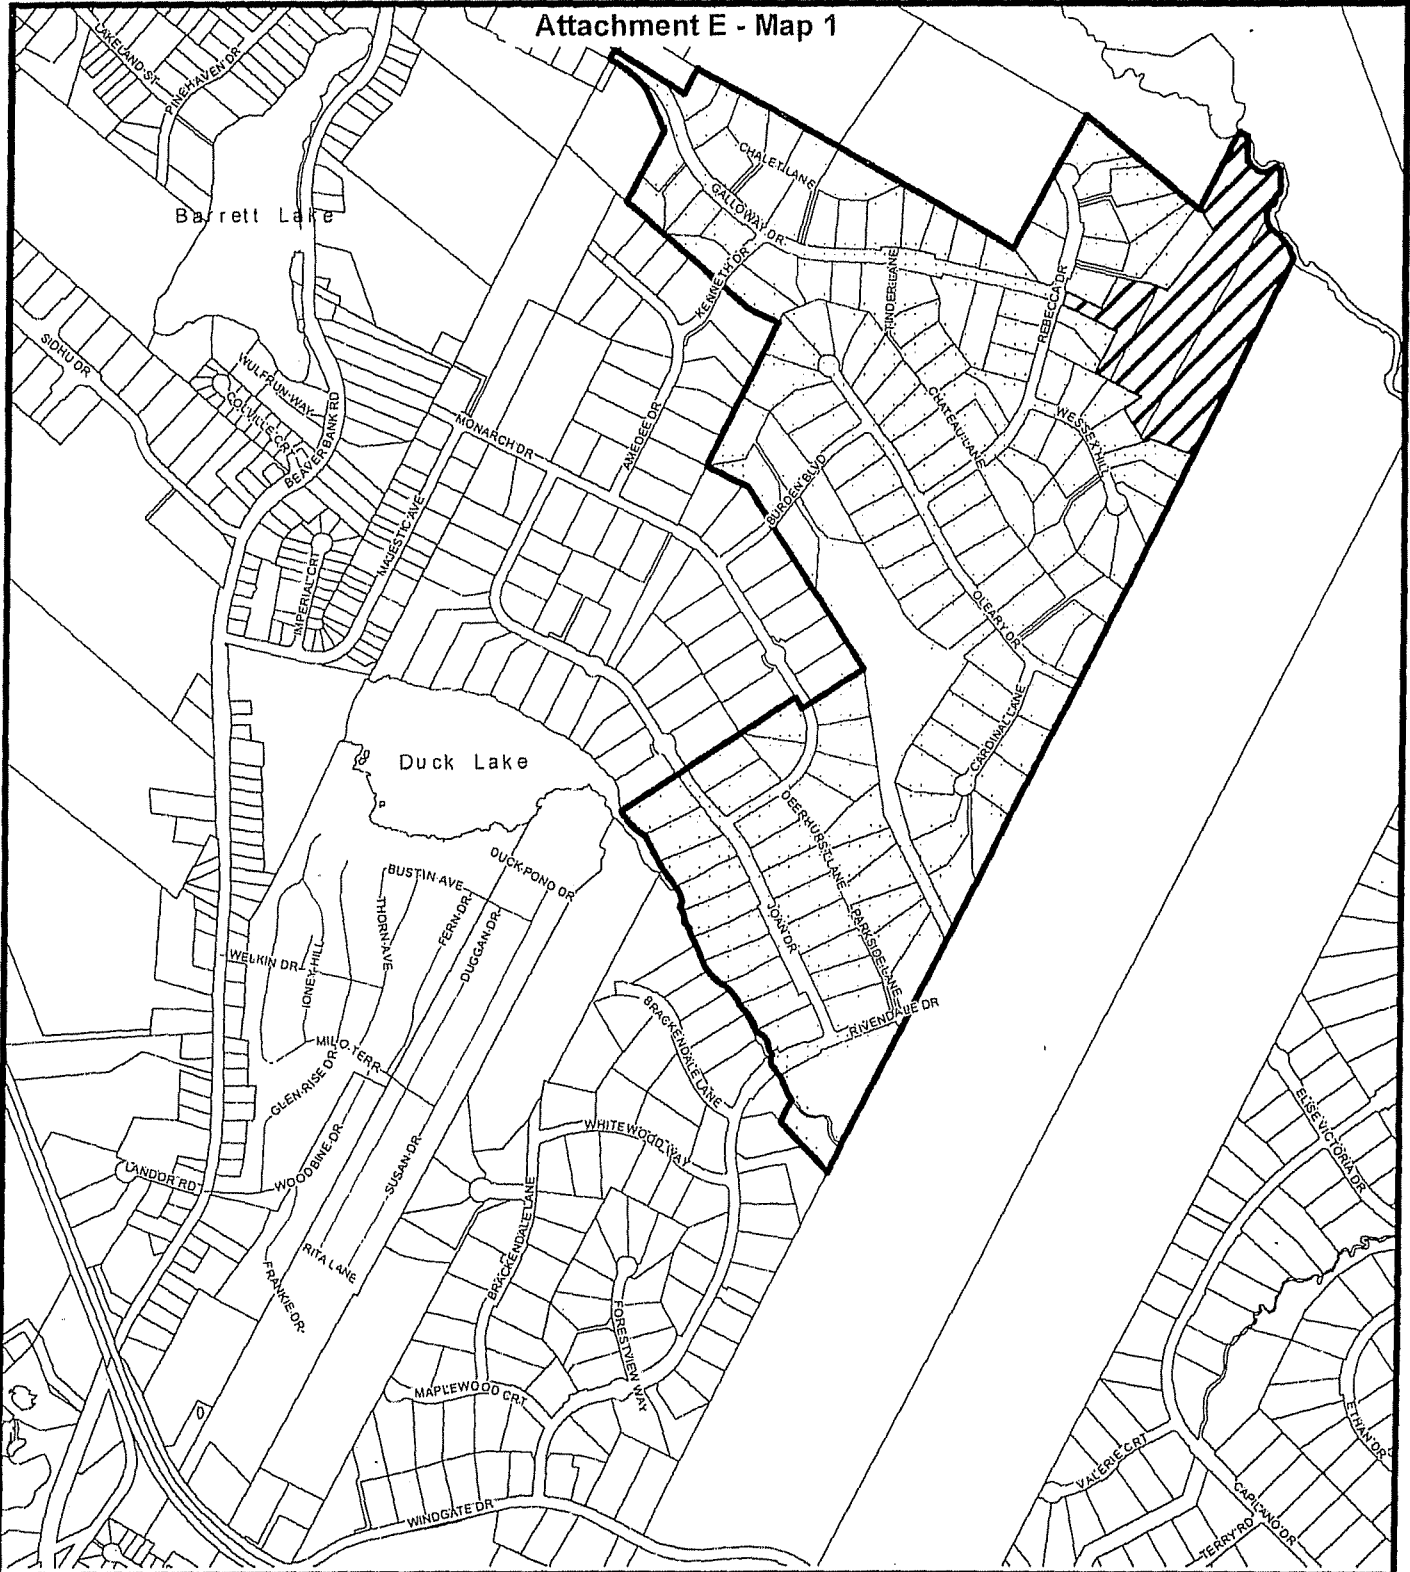 Attachment E - Map 1
LAKELAND ST
PINEHAVEN DR
Barrett Lake
CHALET LANE
GALLOWAY DR
KENNETH DR
TINDER LANE
REBECCA DR
SIDHU DR
WULFRUN WAY
COLVILLE CRT
BEAVER BANK RD
MONARCH DR
AMEDEE DR
CHATEAU LANE
WESSEX HILL
BURDEN BLVD
MAJESTIC AVE
IMPERIAL CRT
OLEARY DR
CARDINAL LANE
Duck Lake
DEERHURST LANE
DUCK POND DR
BUSTIN AVE
THORN AVE
FERN DR
DUGGAN DR
JOAN DR
PARKSIDE LANE
WELKIN DR
IONEY HILL
RIVENDALE DR
BRACKENDALE LANE
MILO TERR
GLEN RISE DR
WHITEWOOD WAY
ELISE VICTORIA DR
WOODBINE DR
SUSAN DR
LANDOR RD
BRACKENDALE LANE
RITA LANE
FRANKIE DR
FORESTVIEW WAY
MAPLEWOOD CRT
ETHAN DR
VALERIE CRT
CAPILANO DR
WINDGATE DR
TERRY RD